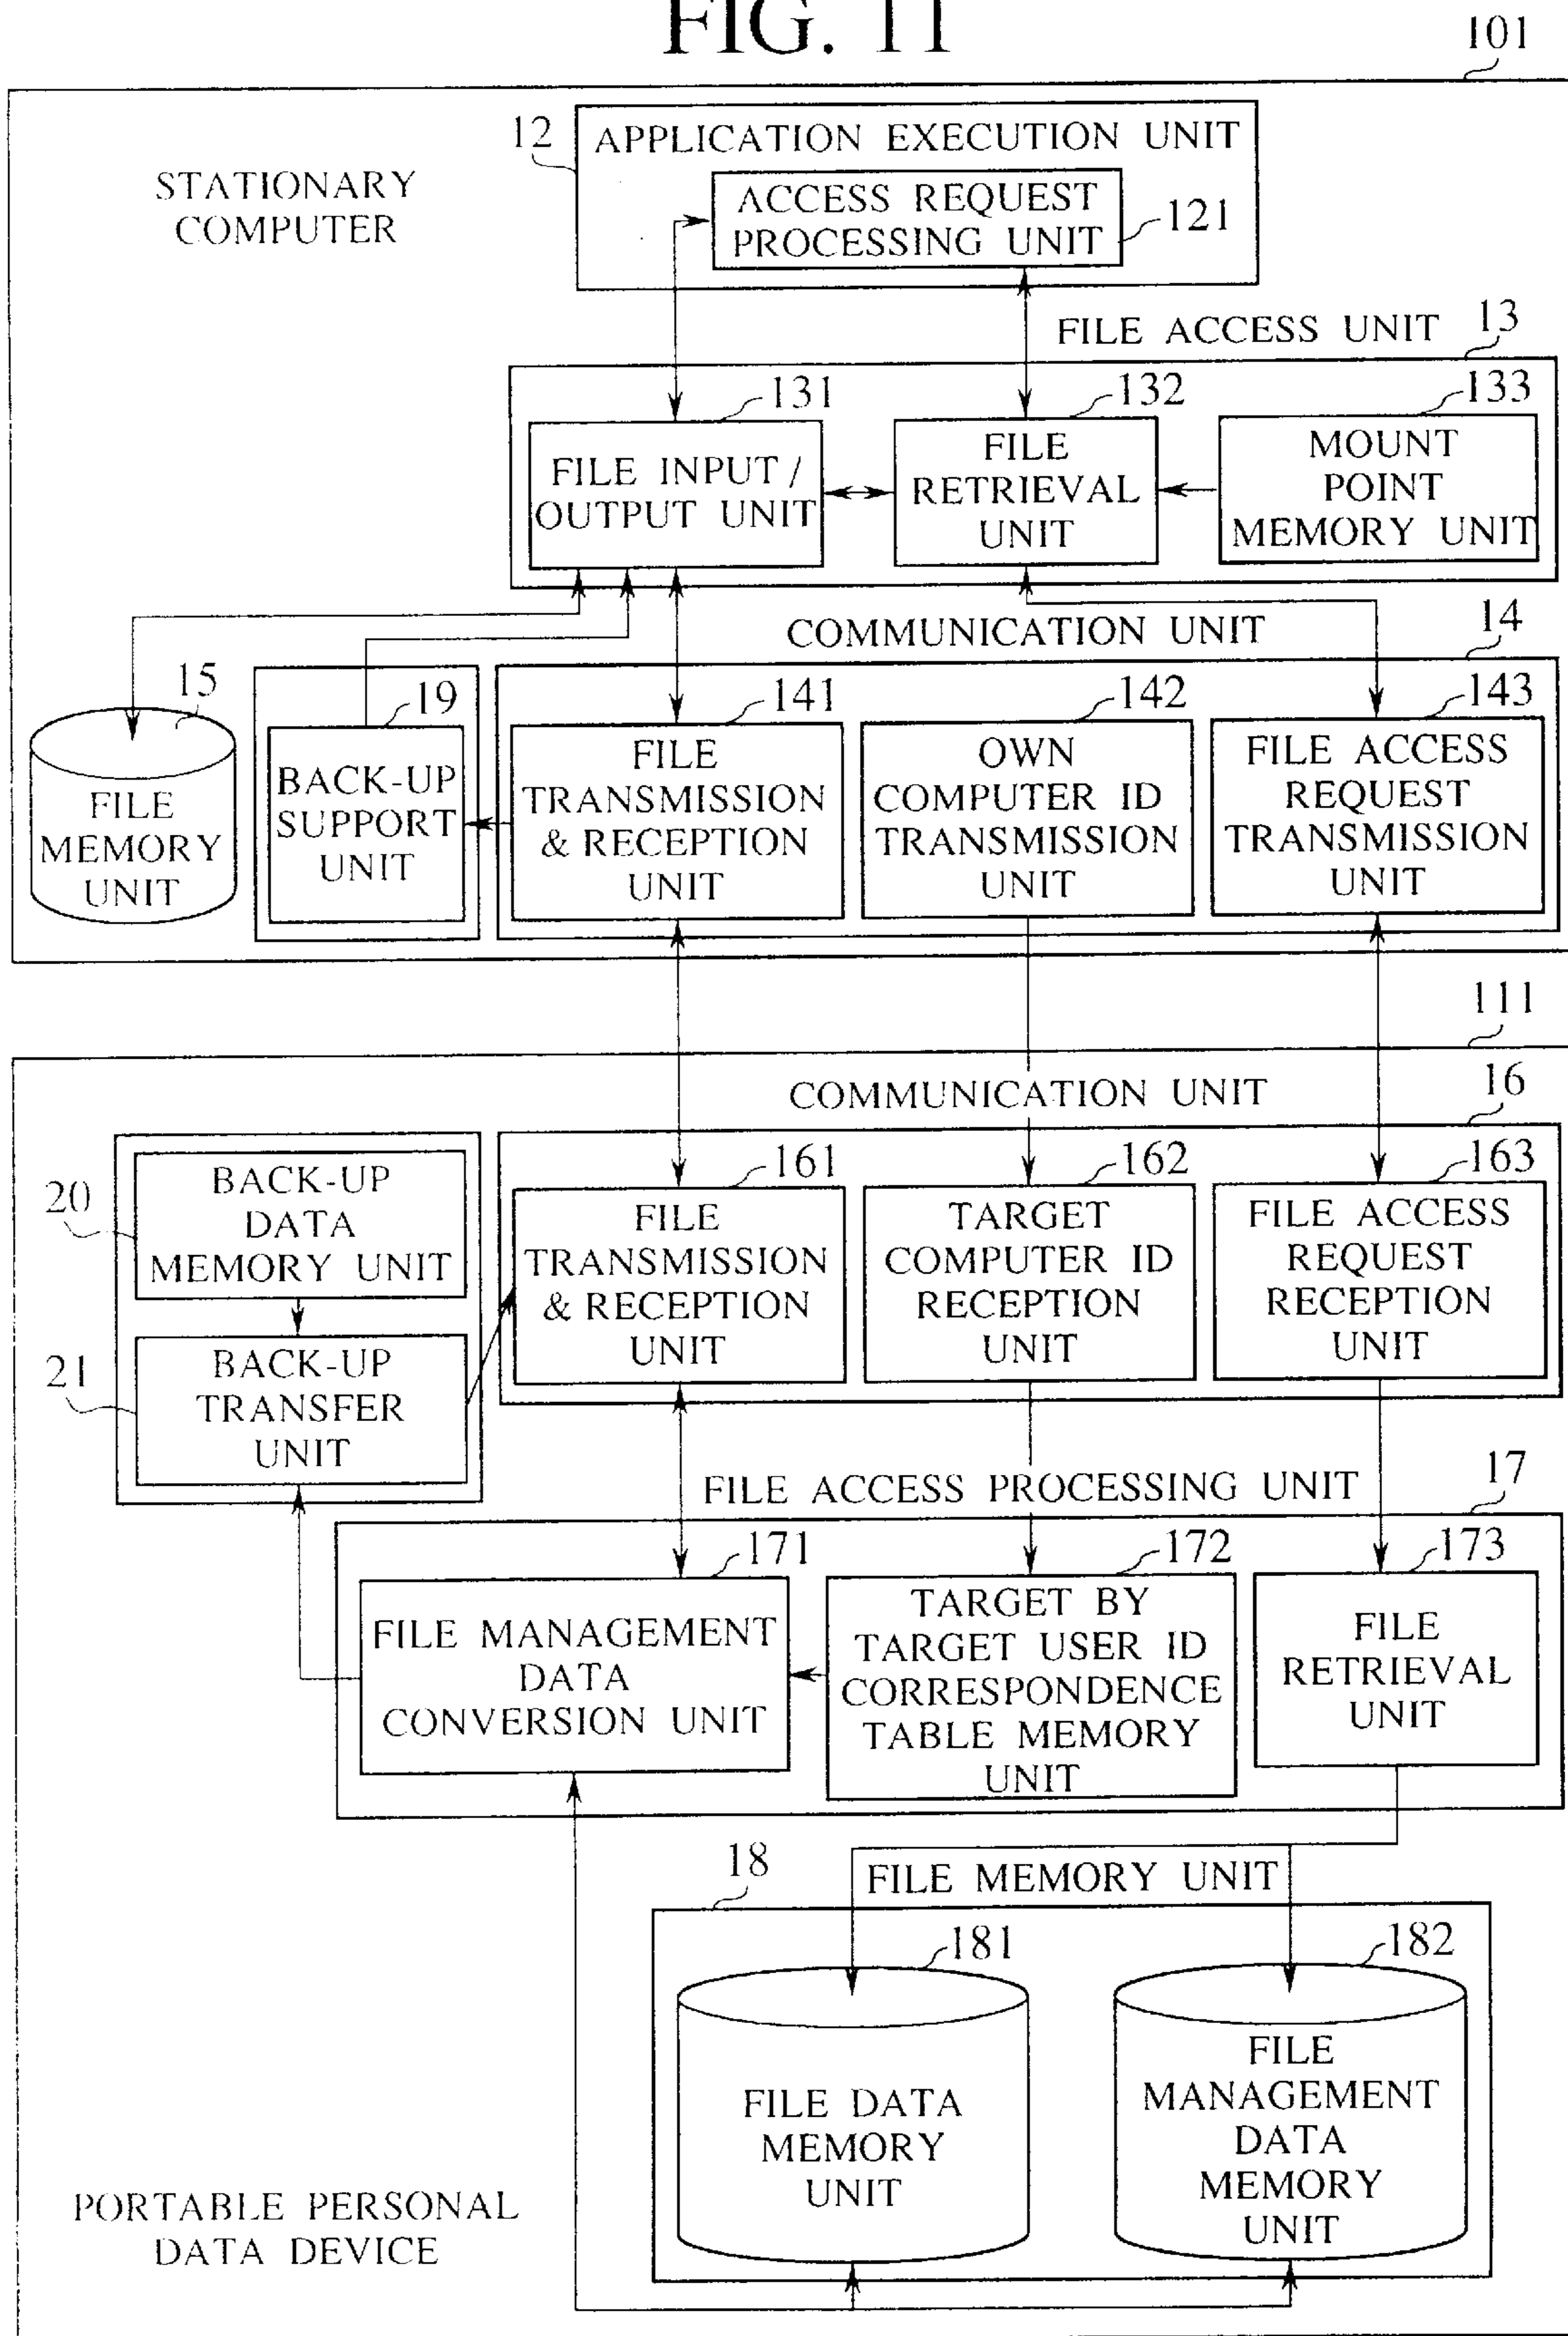 FIG. 11
101
STATIONARY
COMPUTER
12
APPLICATION EXECUTION UNIT
ACCESS REQUEST
PROCESSING UNIT
121
FILE ACCESS UNIT
13
131
FILE INPUT /
OUTPUT UNIT
132
FILE
RETRIEVAL
UNIT
133
MOUNT
POINT
MEMORY UNIT
COMMUNICATION UNIT
14
15
FILE
MEMORY
UNIT
19
BACK-UP
SUPPORT
UNIT
141
FILE
TRANSMISSION
& RECEPTION
UNIT
142
OWN
COMPUTER ID
TRANSMISSION
UNIT
143
FILE ACCESS
REQUEST
TRANSMISSION
UNIT
111
COMMUNICATION UNIT
16
20
BACK-UP
DATA
MEMORY UNIT
21
BACK-UP
TRANSFER
UNIT
161
FILE
TRANSMISSION
& RECEPTION
UNIT
162
TARGET
COMPUTER ID
RECEPTION
UNIT
163
FILE ACCESS
REQUEST
RECEPTION
UNIT
FILE ACCESS PROCESSING UNIT
17
171
FILE MANAGEMENT
DATA
CONVERSION UNIT
172
TARGET BY
TARGET USER ID
CORRESPONDENCE
TABLE MEMORY
UNIT
173
FILE
RETRIEVAL
UNIT
18
FILE MEMORY UNIT
181
FILE DATA
MEMORY
UNIT
182
FILE
MANAGEMENT
DATA
MEMORY
UNIT
PORTABLE PERSONAL
DATA DEVICE